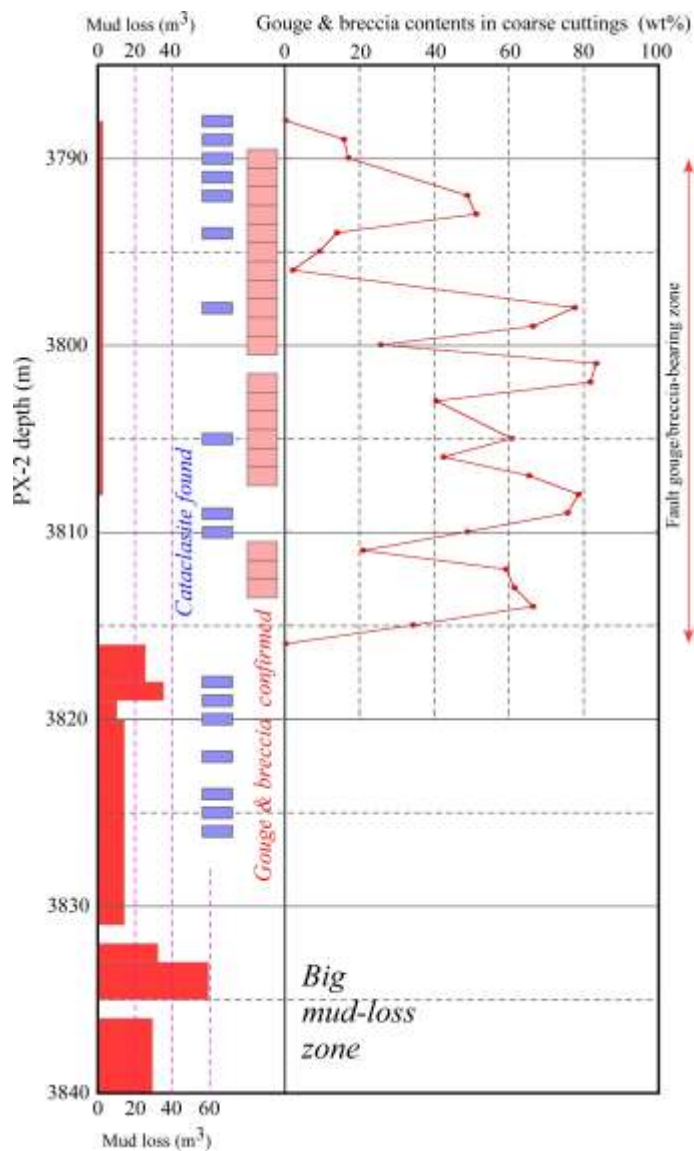 Mud loss (m3)
Gouge & breccia contents in coarse cuttings (wt%)
0 20 40
0 20 40 60 80 100
3790
3800
3810
3820
3830
3840
PX-2 depth (m)
Cataclasite found
Gouge & breccia confirmed
Fault gouge/breccia-bearing zone
Big
mud-loss
zone
0 20 40 60
Mud loss (m3)